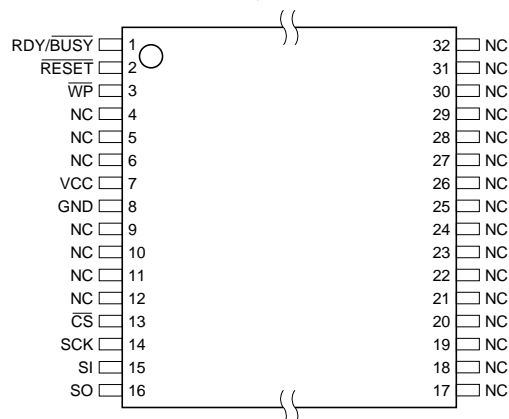 RDY/BUSY 1 32 NC
RESET 2 31 NC
WP 3 30 NC
NC 4 29 NC
NC 5 28 NC
NC 6 27 NC
VCC 7 26 NC
GND 8 25 NC
NC 9 24 NC
NC 10 23 NC
NC 11 22 NC
NC 12 21 NC
CS 13 20 NC
SCK 14 19 NC
SI 15 18 NC
SO 16 17 NC